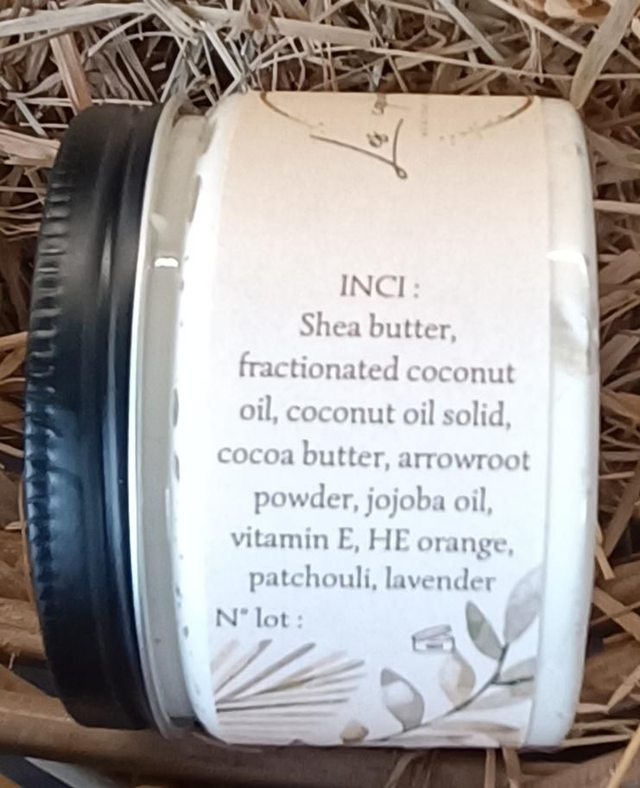 INCI :
Shea butter,
fractionated coconut
oil, coconut oil solid,
cocoa butter, arrowroot
powder, jojoba oil,
vitamin E, HE orange,
patchouli, lavender
N° lot :